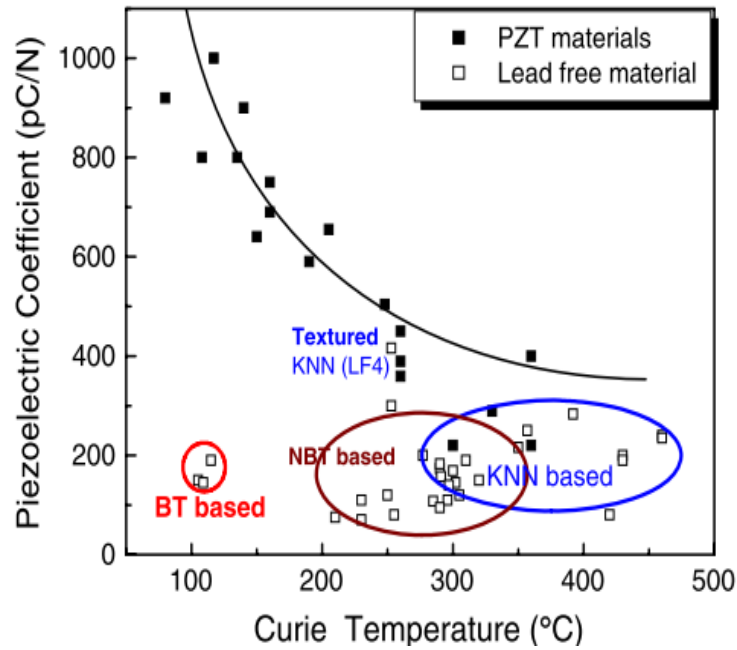 PZT materials
Lead free material
Piezoelectric Coefficient (pC/N)
1000
800
600
400
200
0
Textured
KNN (LF4)
NBT based
KNN based
BT based
100
200
300
400
500
Curie Temperature (°C)